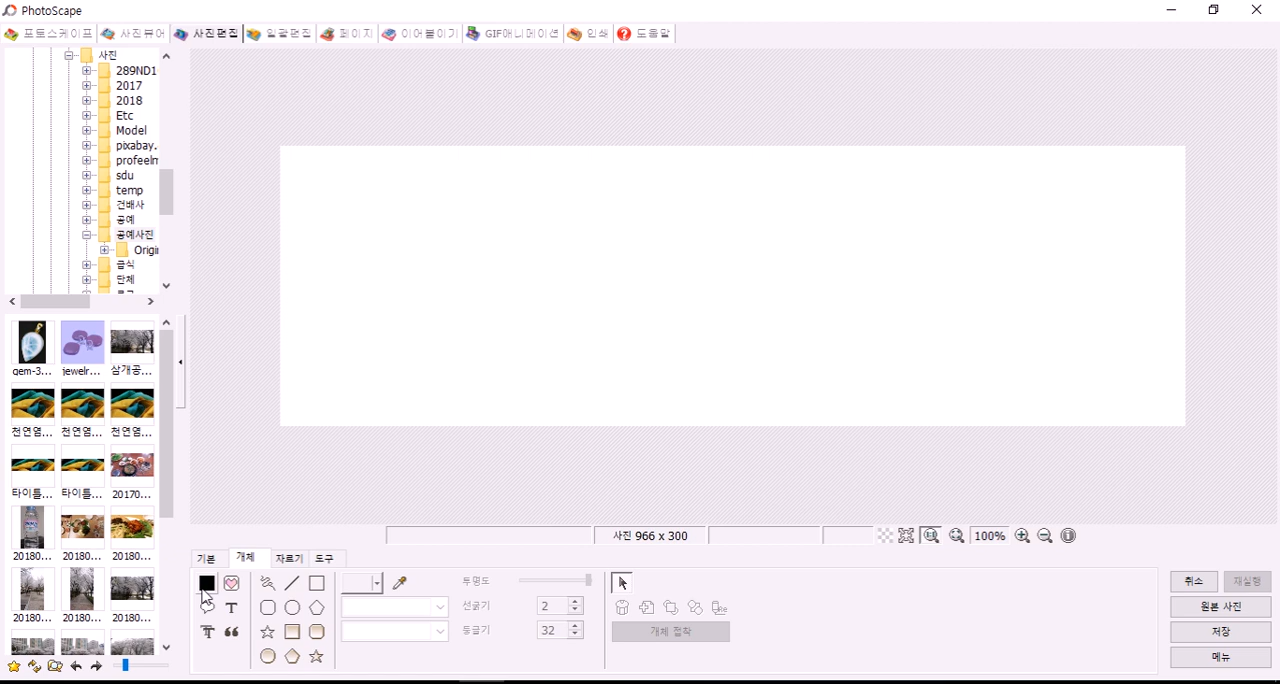 PhotoScape
포토스케이프 사진뷰어 사진편집 일괄편집 페이지 이어붙이기 GIF애니메이션 인쇄 도움말
사진
289ND1
2017
2018
Etc
Model
pixabay.
profeelm
sdu
temp
건배사
공예
공예사진
Origi
급식
단체
gem-3... jewelr... 삼개공...
천연염... 천연염... 천연염...
타이틀... 타이틀... 20170...
20180... 20180... 20180...
20180... 20180... 20180...
사진 966 x 300
100%
기본 개체 자르기 도구
투명도
선굵기 2
둥글기 32
개체 접착
취소 재실행
원본 사진
저장
메뉴